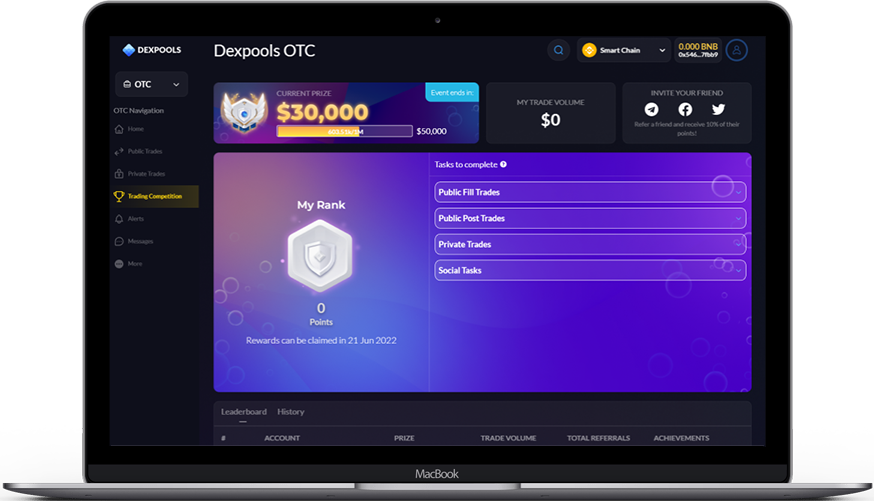 DEXPOOLS
Dexpools OTC
Smart Chain
0.000 BNB
0x546...7fbb9
OTC
OTC Navigation
Home
Public Trades
Private Trades
Trading Competition
Alerts
Messages
More
CURRENT PRIZE
$30,000
$50,000
Event ends in:
MY TRADE VOLUME
$0
INVITE YOUR FRIEND
Refer a friend and receive 10% of their
points!
My Rank
0
Points
Rewards can be claimed in 21 Jun 2022
Tasks to complete
Public Fill Trades
Public Post Trades
Private Trades
Social Tasks
Leaderboard History
# ACCOUNT PRIZE TRADE VOLUME TOTAL REFERRALS ACHIEVEMENTS
MacBook